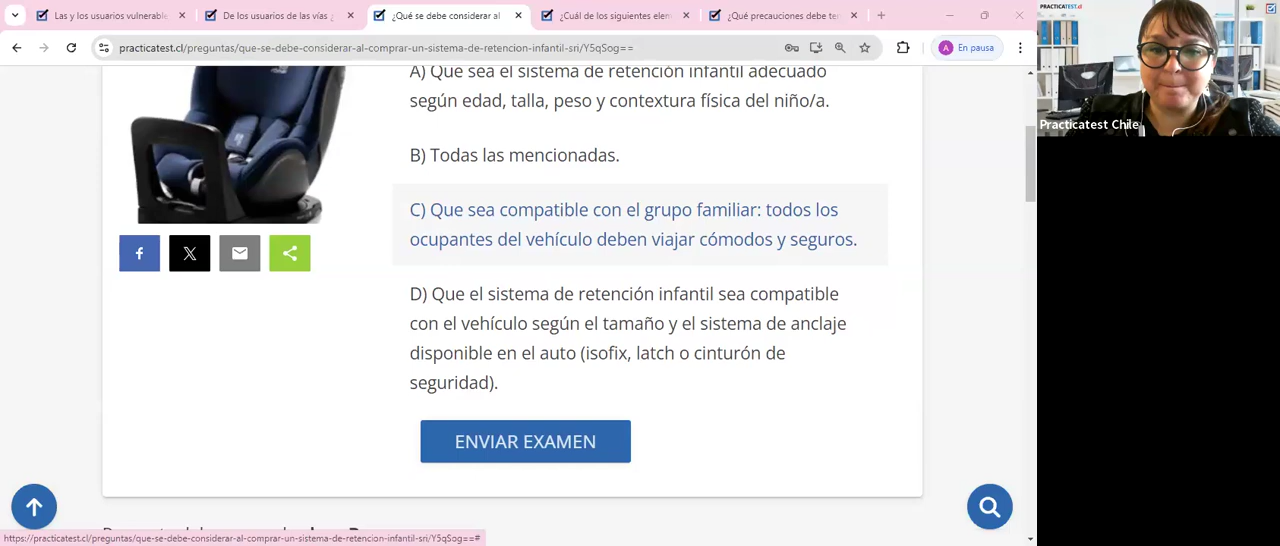 Las y los usuarios vulnerable
De los usuarios de las vías ¿
¿Qué se debe considerar al
¿Cuál de los siguientes elem
¿Qué precauciones debe ten
PRACTICATEST.cl
practicatest.cl/preguntas/que-se-debe-considerar-al-comprar-un-sistema-de-retencion-infantil-sri/Y5qSog==
A
En pausa
A) Que sea el sistema de retención infantil adecuado
según edad, talla, peso y contextura física del niño/a.
Practicatest Chile
B) Todas las mencionadas.
C) Que sea compatible con el grupo familiar: todos los
ocupantes del vehículo deben viajar cómodos y seguros.
D) Que el sistema de retención infantil sea compatible
con el vehículo según el tamaño y el sistema de anclaje
disponible en el auto (isofix, latch o cinturón de
seguridad).
ENVIAR EXAMEN
https://practicatest.cl/preguntas/que-se-debe-considerar-al-comprar-un-sistema-de-retencion-infantil-sri/Y5qSog==#